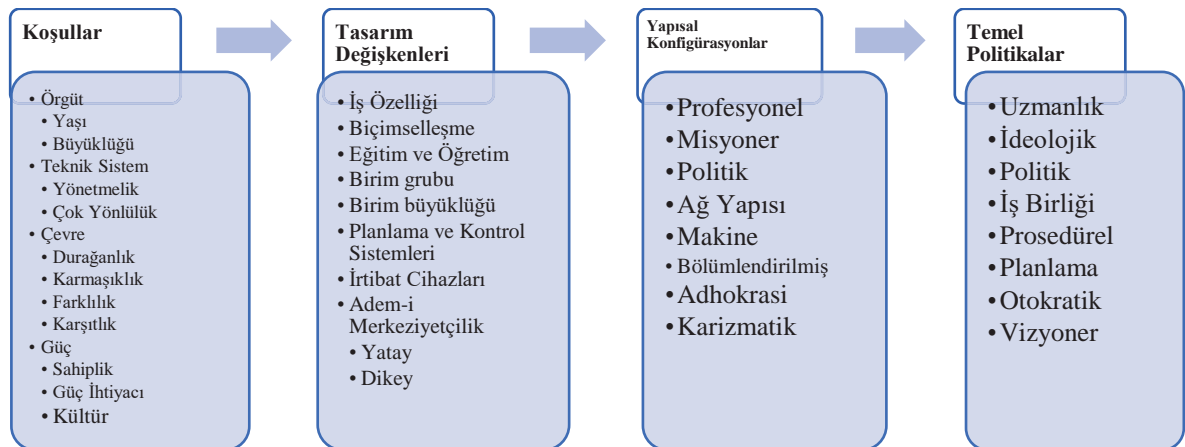 Koşullar
• Örgüt
• Yaşı
• Büyüklüğü
• Teknik Sistem
• Yönetmelik
• Çok Yönlülük
• Çevre
• Durağanlık
• Karmaşıklık
• Farklılık
• Karşıtlık
• Güç
• Sahiplik
• Güç İhtiyacı
• Kültür
Tasarım
Değişkenleri
• İş Özelliği
• Biçimselleşme
• Eğitim ve Öğretim
• Birim grubu
• Birim büyüklüğü
• Planlama ve Kontrol
Sistemleri
• İrtibat Cihazları
• Adem-i
Merkeziyetçilik
• Yatay
• Dikey
Yapısal
Konfigürasyonlar
• Profesyonel
• Misyoner
• Politik
• Ağ Yapısı
• Makine
• Bölümlendirilmiş
• Adhokrasi
• Karizmatik
Temel
Politikalar
• Uzmanlık
• İdeolojik
• Politik
• İş Birliği
• Prosedürel
• Planlama
• Otokratik
• Vizyoner